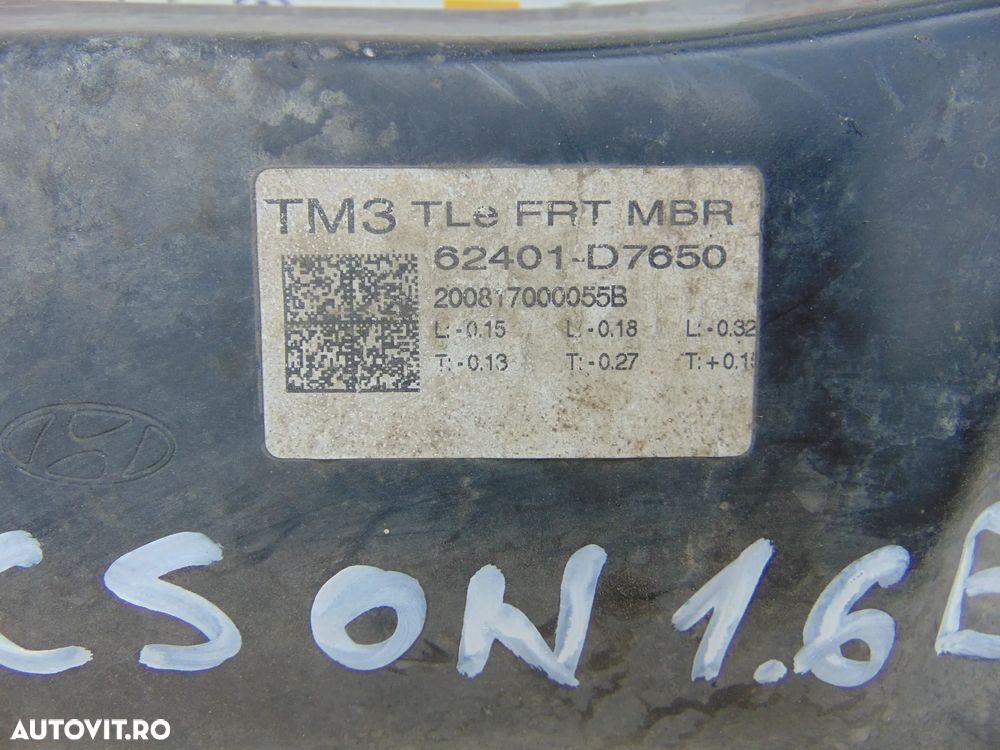 TM3 TLe FRT MBR
62401-D7650
200817000055B
L:-0.15 L:-0.18 L:-0.32
T:-0.13 T:-0.27 T:+0.1
CSON 1.6
AUTOVIT.RO